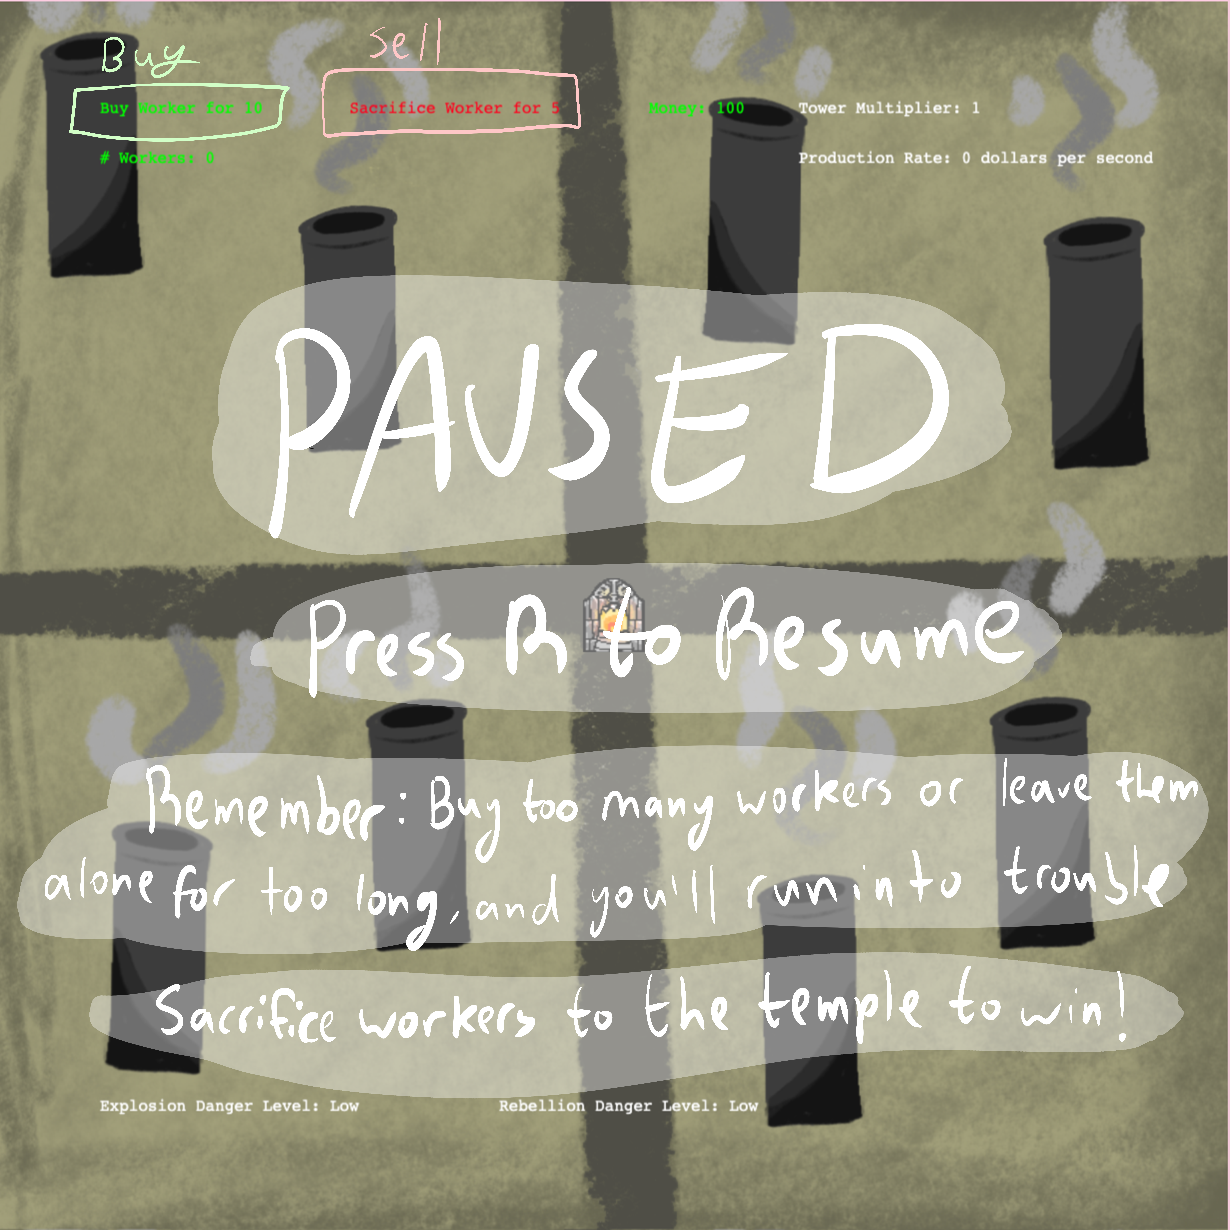 Buy
Sell
Buy Worker for 10
Sacrifice Worker for 5
Money: 100
Tower Multiplier: 1
# Workers: 0
Production Rate: 0 dollars per second
PAUSED
Press R to Resume
Remember: Buy too many workers or leave them
alone for too long, and you'll run into trouble
Sacrifice workers to the temple to win!
Explosion Danger Level: Low
Rebellion Danger Level: Low